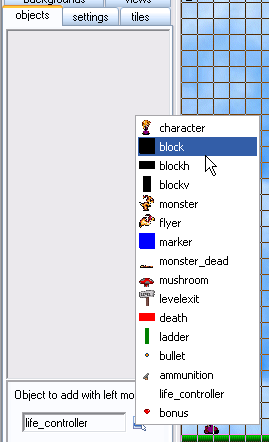 backgrounds views
objects settings tiles
character
block
blockh
blockv
monster
flyer
marker
monster_dead
mushroom
levelexit
death
ladder
bullet
ammunition
life_controller
bonus
Object to add with left mo
life_controller